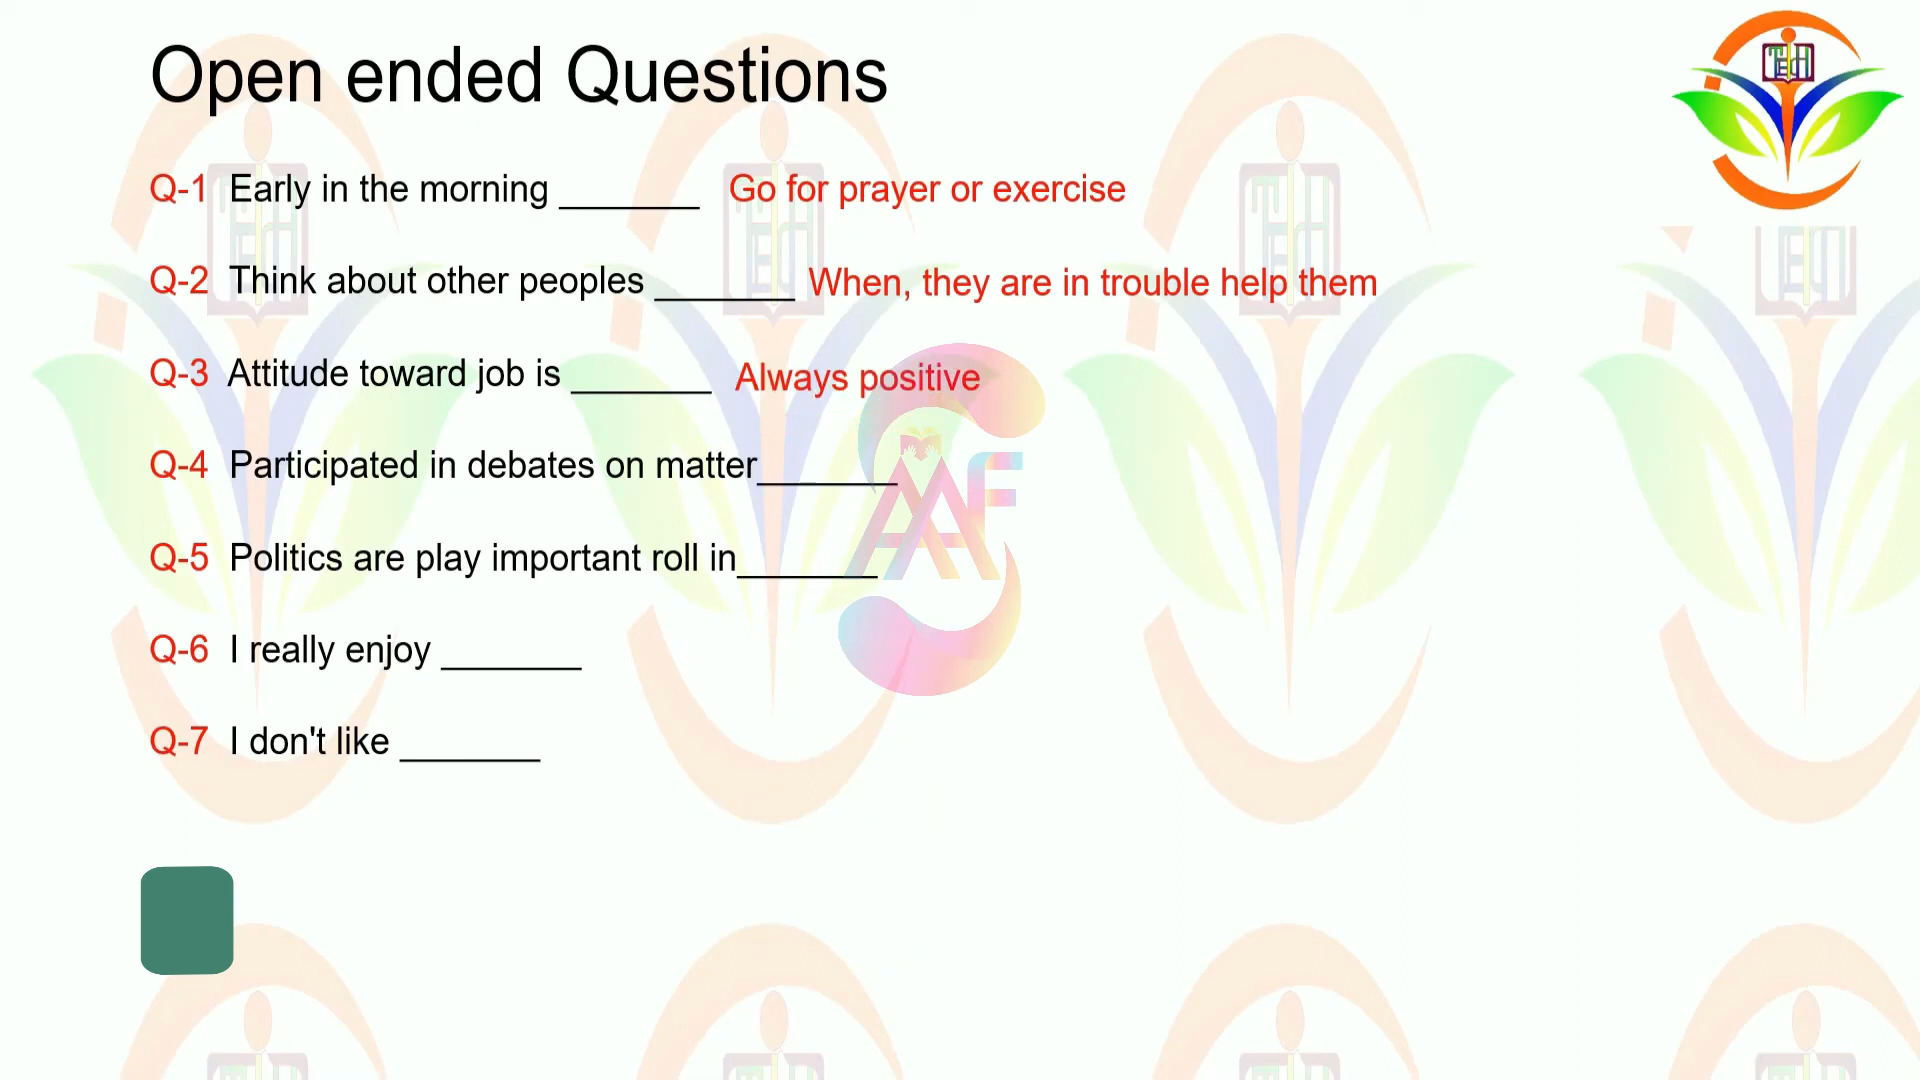 Open ended Questions
Q-1 Early in the morning _______ Go for prayer or exercise
Q-2 Think about other peoples _______ When, they are in trouble help them
Q-3 Attitude toward job is _______ Always positive
Q-4 Participated in debates on matter_______
Q-5 Politics are play important roll in_______
Q-6 I really enjoy _______
Q-7 I don't like _______